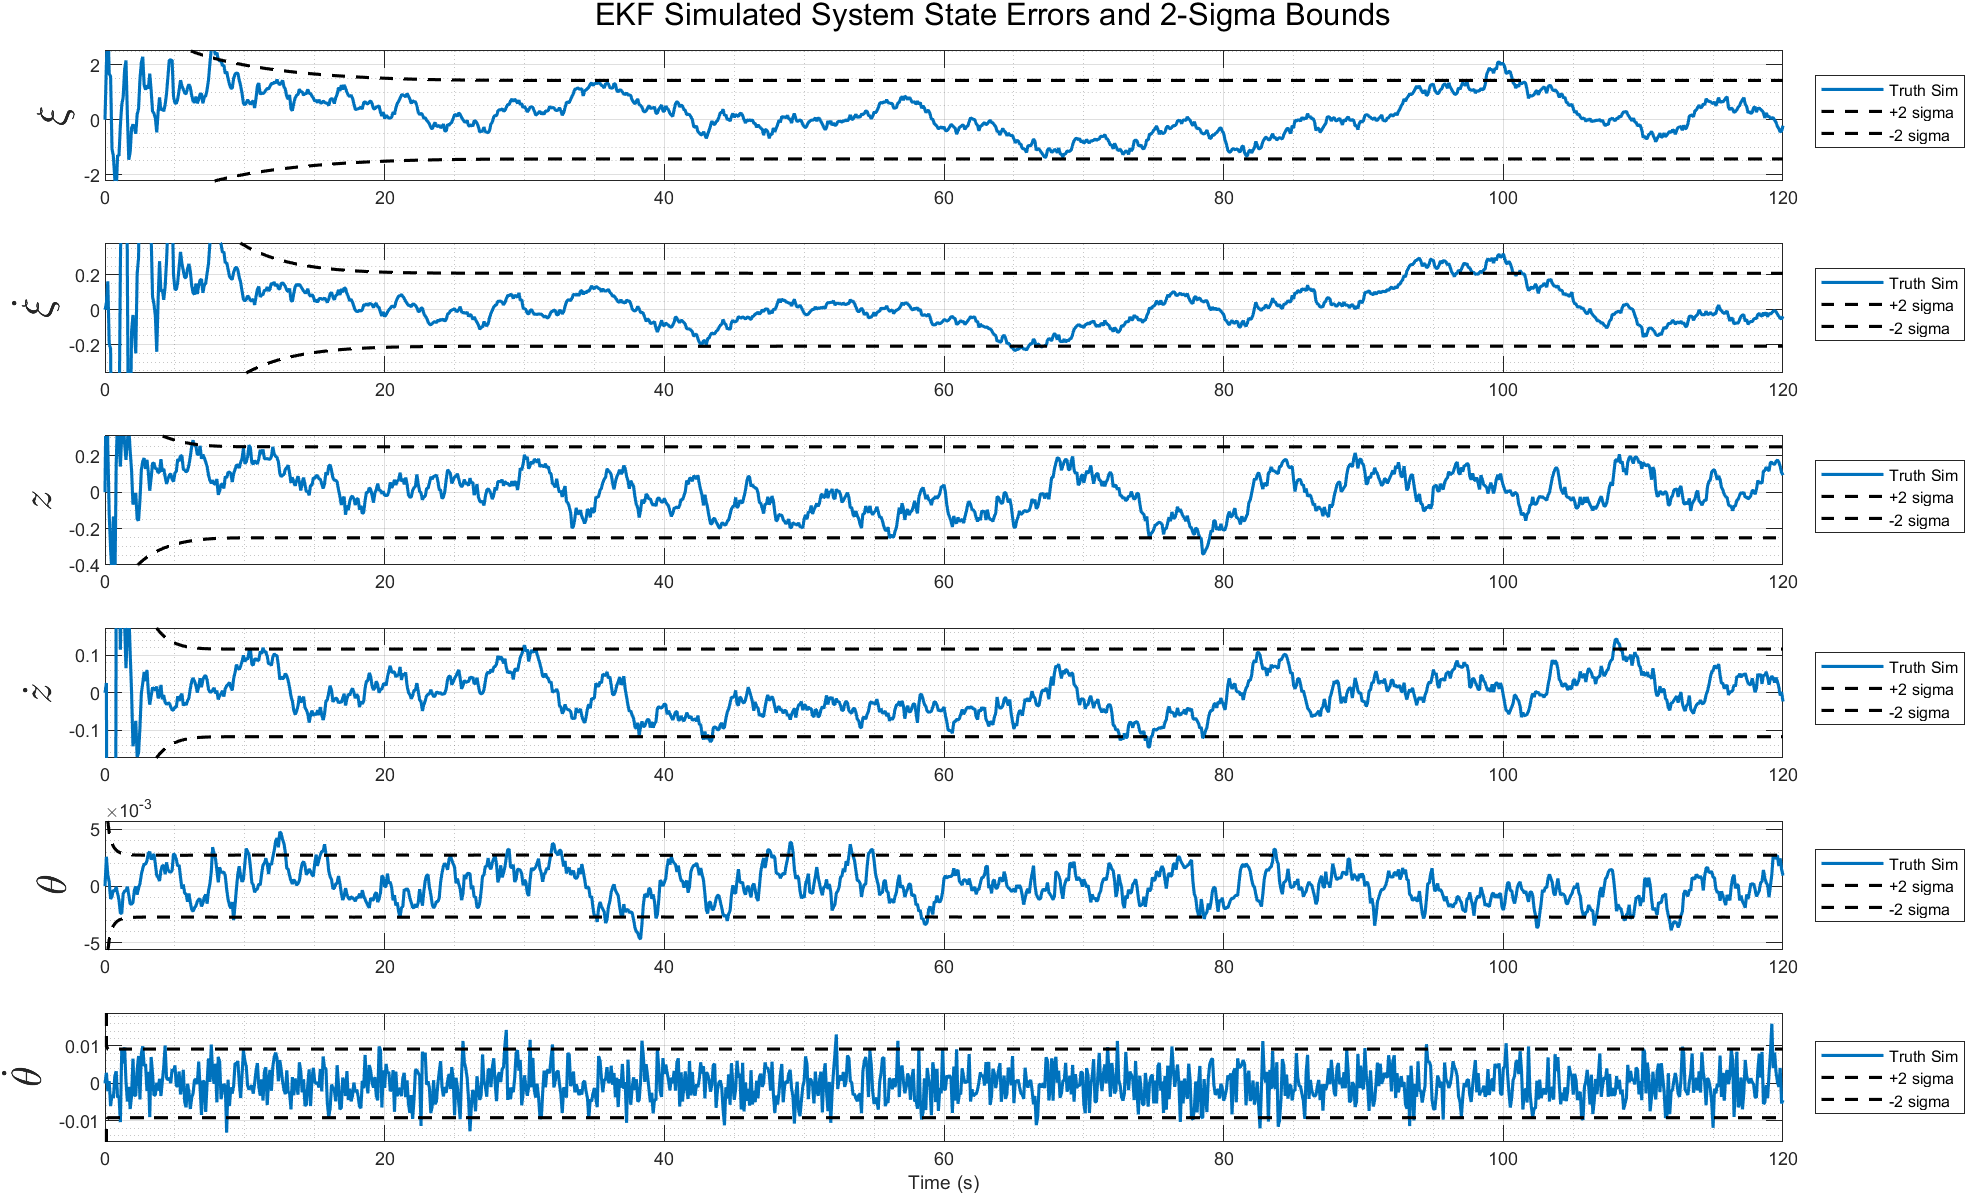 EKF Simulated System State Errors and 2-Sigma Bounds
ξ
2
0
-2
0 20 40 60 80 100 120
Truth Sim
+2 sigma
-2 sigma
ξ̇
0.2
0
-0.2
0 20 40 60 80 100 120
Truth Sim
+2 sigma
-2 sigma
z
0.2
0
-0.2
-0.4
0 20 40 60 80 100 120
Truth Sim
+2 sigma
-2 sigma
ż
0.1
0
-0.1
0 20 40 60 80 100 120
Truth Sim
+2 sigma
-2 sigma
×10⁻³
θ
5
0
-5
0 20 40 60 80 100 120
Truth Sim
+2 sigma
-2 sigma
θ̇
0.01
0
-0.01
0 20 40 60 80 100 120
Truth Sim
+2 sigma
-2 sigma
Time (s)